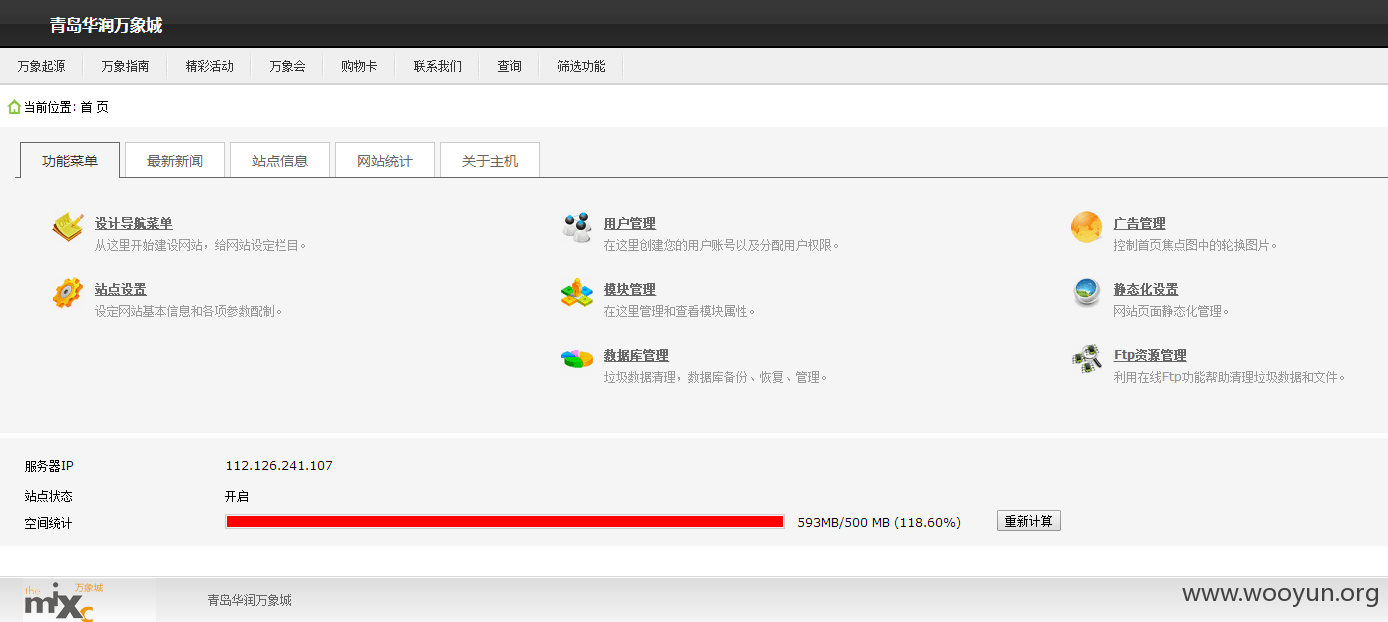 青岛华润万象城
万象起源 万象指南 精彩活动 万象会 购物卡 联系我们 查询 筛选功能
当前位置: 首 页
功能菜单 最新新闻 站点信息 网站统计 关于主机
设计导航菜单 用户管理 广告管理
从这里开始建设网站，给网站设定栏目。 在这里创建您的用户账号以及分配用户权限。 控制首页焦点图中的轮换图片。
站点设置 模块管理 静态化设置
设定网站基本信息和各项参数配制。 在这里管理和查看模块属性。 网站页面静态化管理。
数据库管理 Ftp资源管理
垃圾数据清理，数据库备份、恢复、管理。 利用在线Ftp功能帮助清理垃圾数据和文件。
服务器IP 112.126.241.107
站点状态 开启
空间统计 593MB/500 MB (118.60%) 重新计算
the mixc 万象城 青岛华润万象城 www.wooyun.org